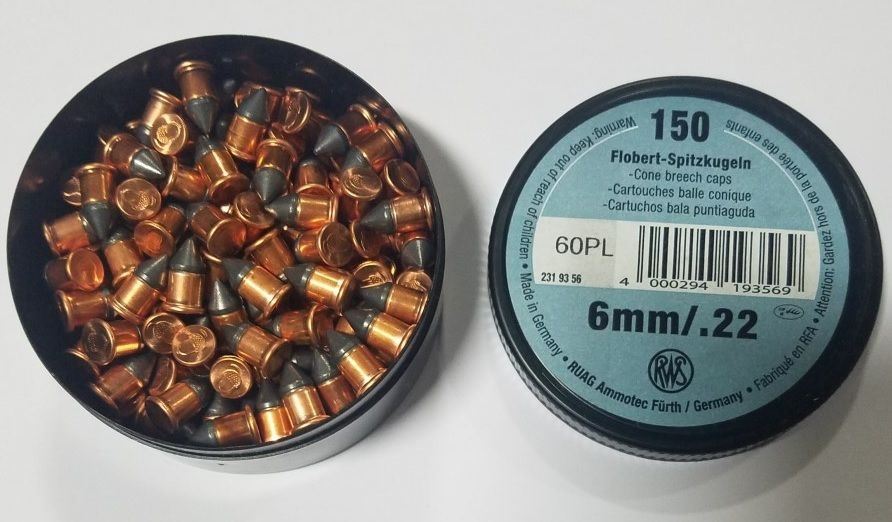 150
Flobert-Spitzkugeln
-Cone breech caps
-Cartouches balle conique
-Cartuchos bala puntiaguda
60PL
231 93 56
4 000294 193569
6mm/.22
RWS
Warning: Keep out of reach of children • Made in Germany • RUAG Ammotec Fürth / Germany • Fabriqué en RFA • Attention: Gardez hors de la portée des enfants